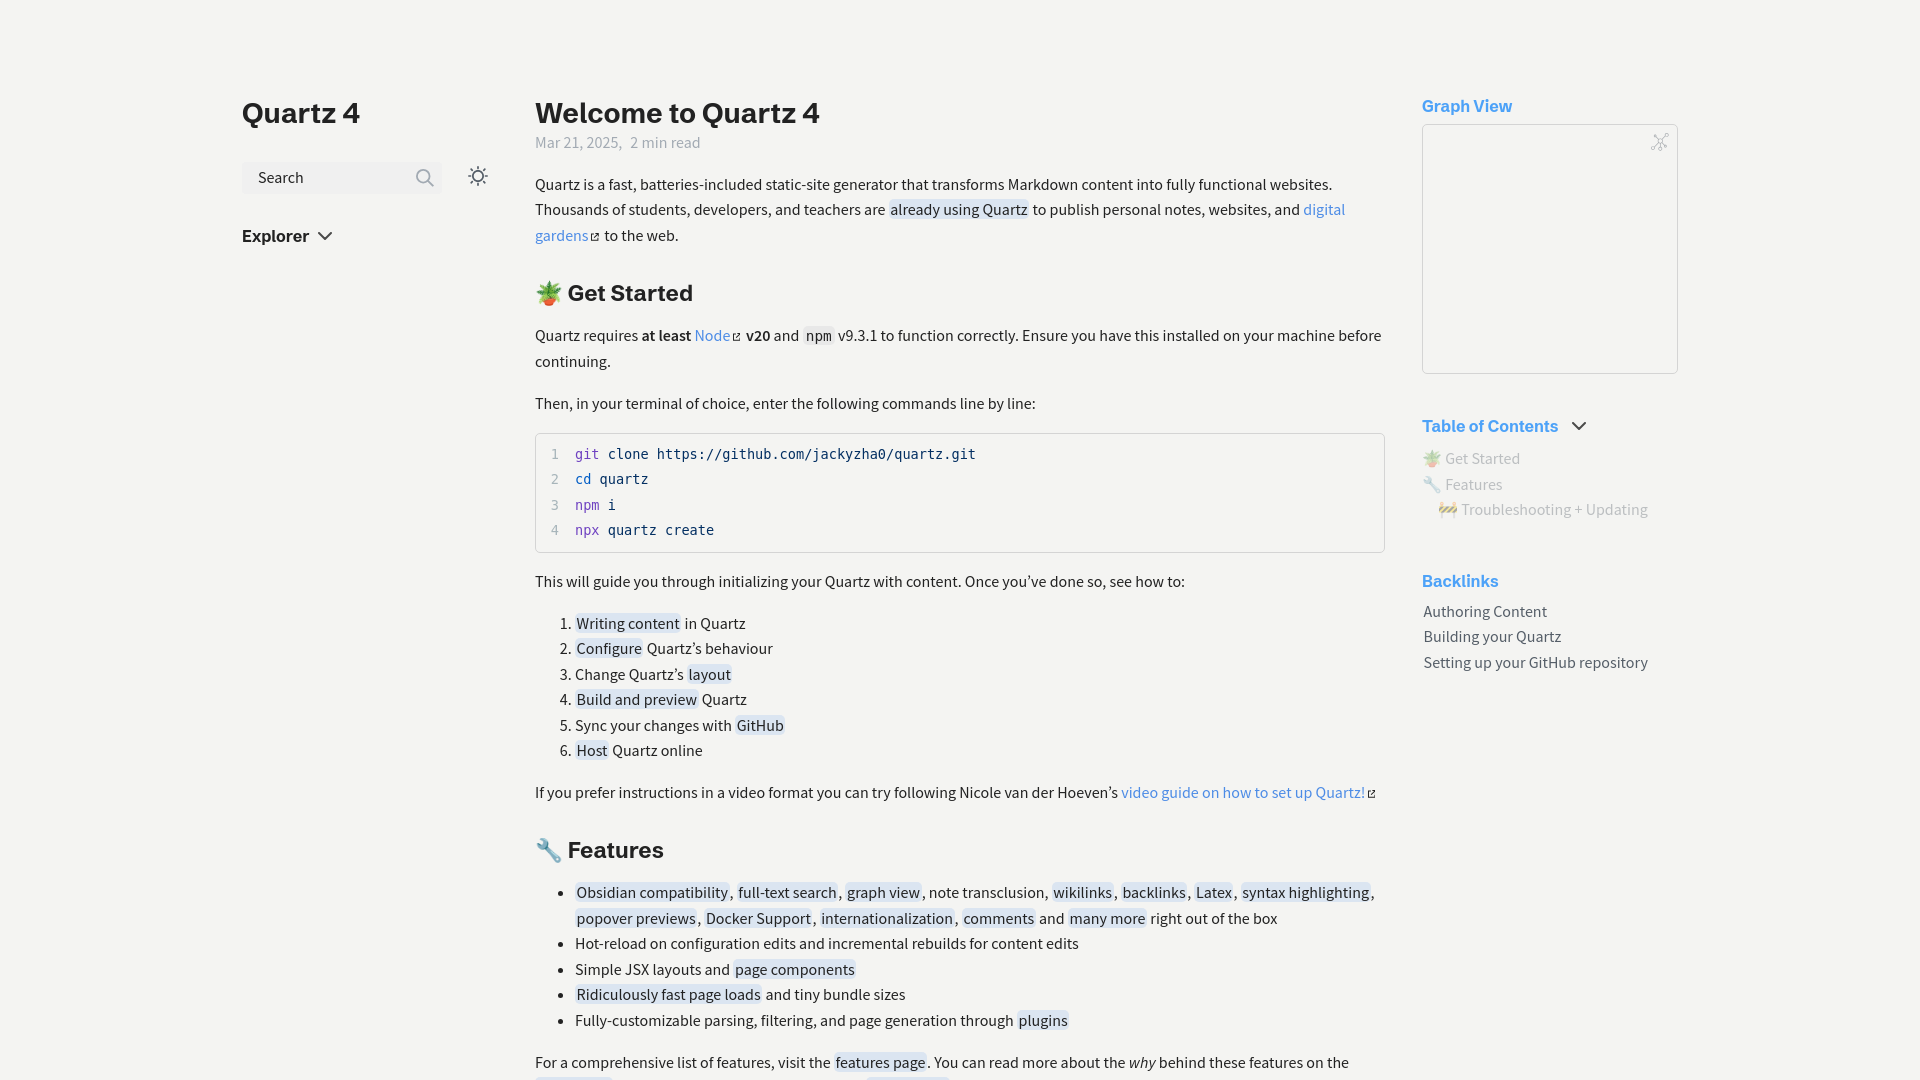 Quartz 4
Search
Explorer
Welcome to Quartz 4
Mar 21, 2025, 2 min read
Quartz is a fast, batteries-included static-site generator that transforms Markdown content into fully functional websites.
Thousands of students, developers, and teachers are already using Quartz to publish personal notes, websites, and digital
gardens to the web.
🪴 Get Started
Quartz requires at least Node v20 and npm v9.3.1 to function correctly. Ensure you have this installed on your machine before
continuing.
Then, in your terminal of choice, enter the following commands line by line:
1 git clone https://github.com/jackyzha0/quartz.git
2 cd quartz
3 npm i
4 npx quartz create
This will guide you through initializing your Quartz with content. Once you’ve done so, see how to:
1. Writing content in Quartz
2. Configure Quartz’s behaviour
3. Change Quartz’s layout
4. Build and preview Quartz
5. Sync your changes with GitHub
6. Host Quartz online
If you prefer instructions in a video format you can try following Nicole van der Hoeven’s video guide on how to set up Quartz!
🔧 Features
• Obsidian compatibility, full-text search, graph view, note transclusion, wikilinks, backlinks, Latex, syntax highlighting,
popover previews, Docker Support, internationalization, comments and many more right out of the box
• Hot-reload on configuration edits and incremental rebuilds for content edits
• Simple JSX layouts and page components
• Ridiculously fast page loads and tiny bundle sizes
• Fully-customizable parsing, filtering, and page generation through plugins
For a comprehensive list of features, visit the features page. You can read more about the why behind these features on the
Graph View
Table of Contents
🪴 Get Started
🔧 Features
🚧 Troubleshooting + Updating
Backlinks
Authoring Content
Building your Quartz
Setting up your GitHub repository